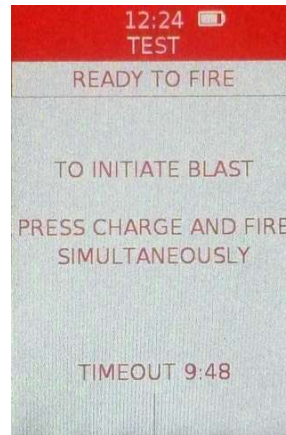 12:24
TEST
READY TO FIRE
TO INITIATE BLAST
PRESS CHARGE AND FIRE
SIMULTANEOUSLY
TIMEOUT 9:48